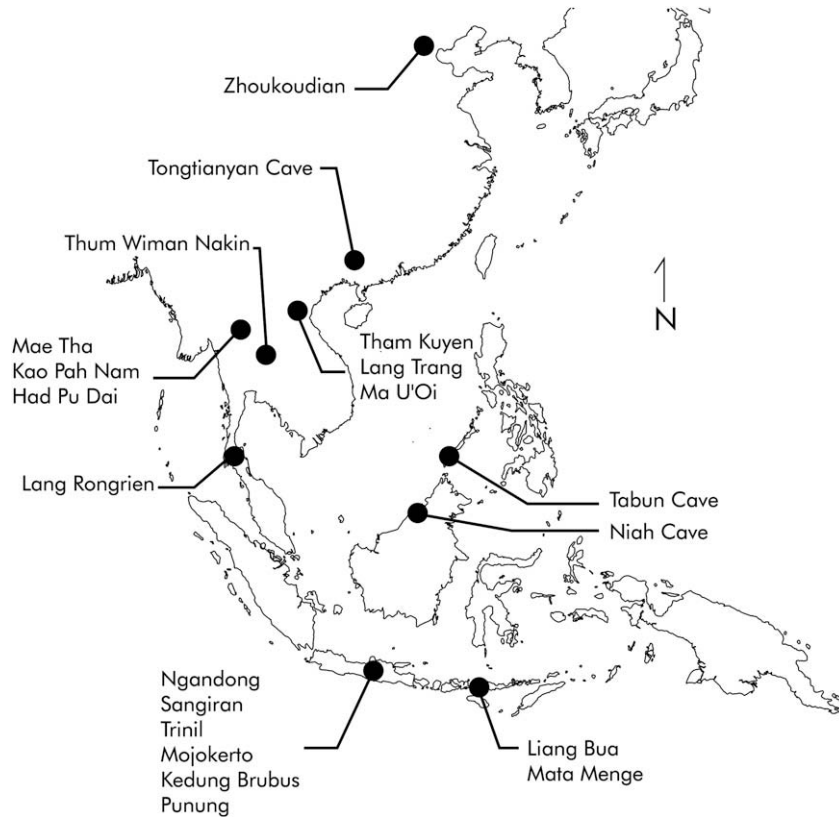 Zhoukoudian
Tongtianyan Cave
Thum Wiman Nakin
N
Mae Tha
Kao Pah Nam
Had Pu Dai
Tham Kuyen
Lang Trang
Ma U'Oi
Lang Rongrien
Tabun Cave
Niah Cave
Ngandong
Sangiran
Trinil
Mojokerto
Kedung Brubus
Punung
Liang Bua
Mata Menge